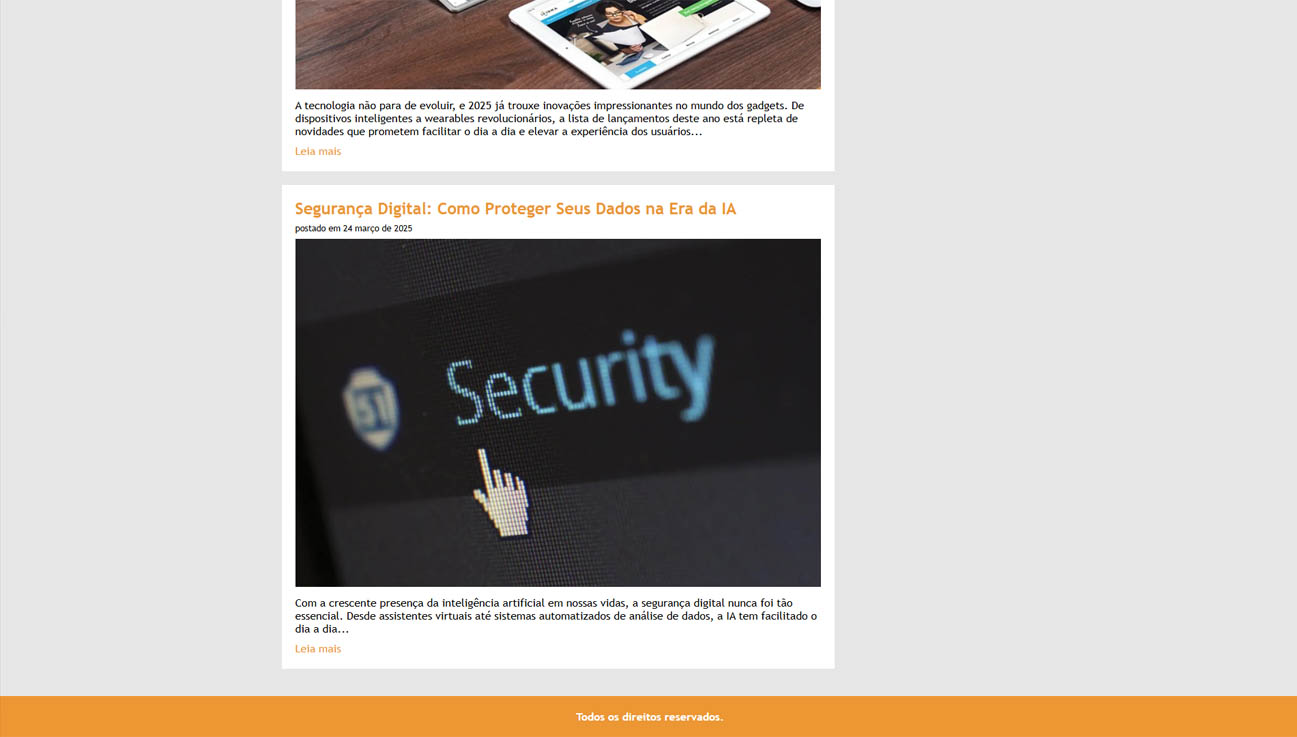 A tecnologia não para de evoluir, e 2025 já trouxe inovações impressionantes no mundo dos gadgets. De
dispositivos inteligentes a wearables revolucionários, a lista de lançamentos deste ano está repleta de
novidades que prometem facilitar o dia a dia e elevar a experiência dos usuários...
Leia mais
Segurança Digital: Como Proteger Seus Dados na Era da IA
postado em 24 março de 2025
Security
Com a crescente presença da inteligência artificial em nossas vidas, a segurança digital nunca foi tão
essencial. Desde assistentes virtuais até sistemas automatizados de análise de dados, a IA tem facilitado o
dia a dia...
Leia mais
Todos os direitos reservados.